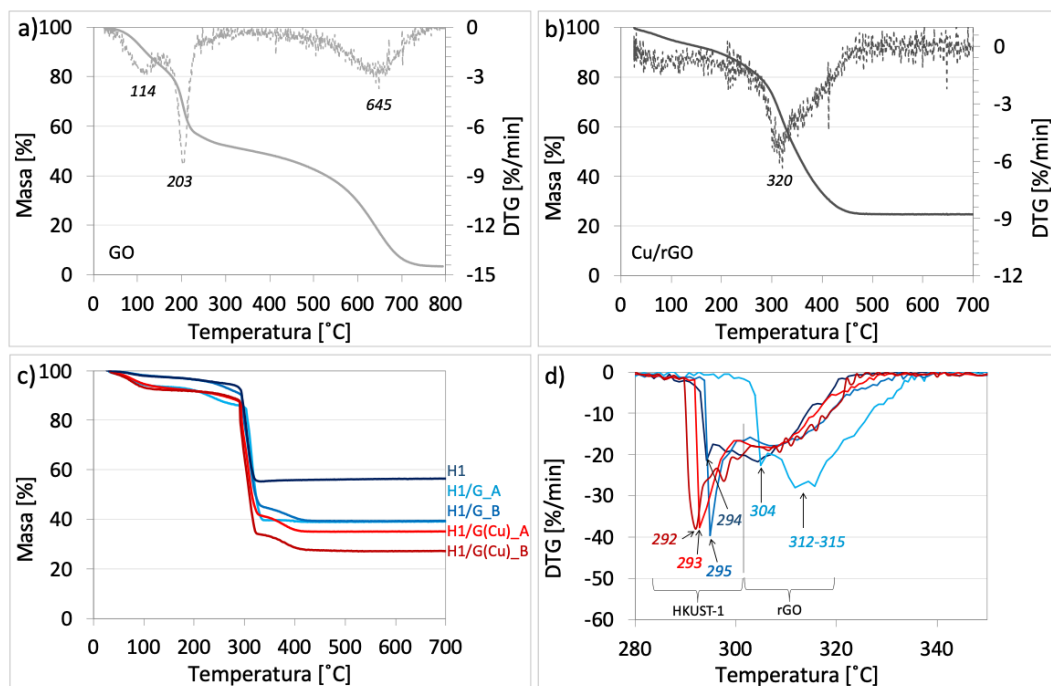 a)
100
80
60
40
20
0
Masa [%]
0
-3
-6
-9
-12
-15
DTG [%/min]
114
203
645
GO
0 100 200 300 400 500 600 700 800
Temperatura [˚C]
b)
100
80
60
40
20
0
Masa [%]
0
-3
-6
-9
-12
DTG [%/min]
320
Cu/rGO
0 100 200 300 400 500 600 700
Temperatura [˚C]
c)
100
80
60
40
20
0
Masa [%]
H1
H1/G_A
H1/G_B
H1/G(Cu)_A
H1/G(Cu)_B
0 100 200 300 400 500 600 700
Temperatura [˚C]
d)
0
-10
-20
-30
-40
-50
-60
DTG [%/min]
292
293
295
294
304
312-315
HKUST-1
rGO
280 300 320 340
Temperatura [˚C]